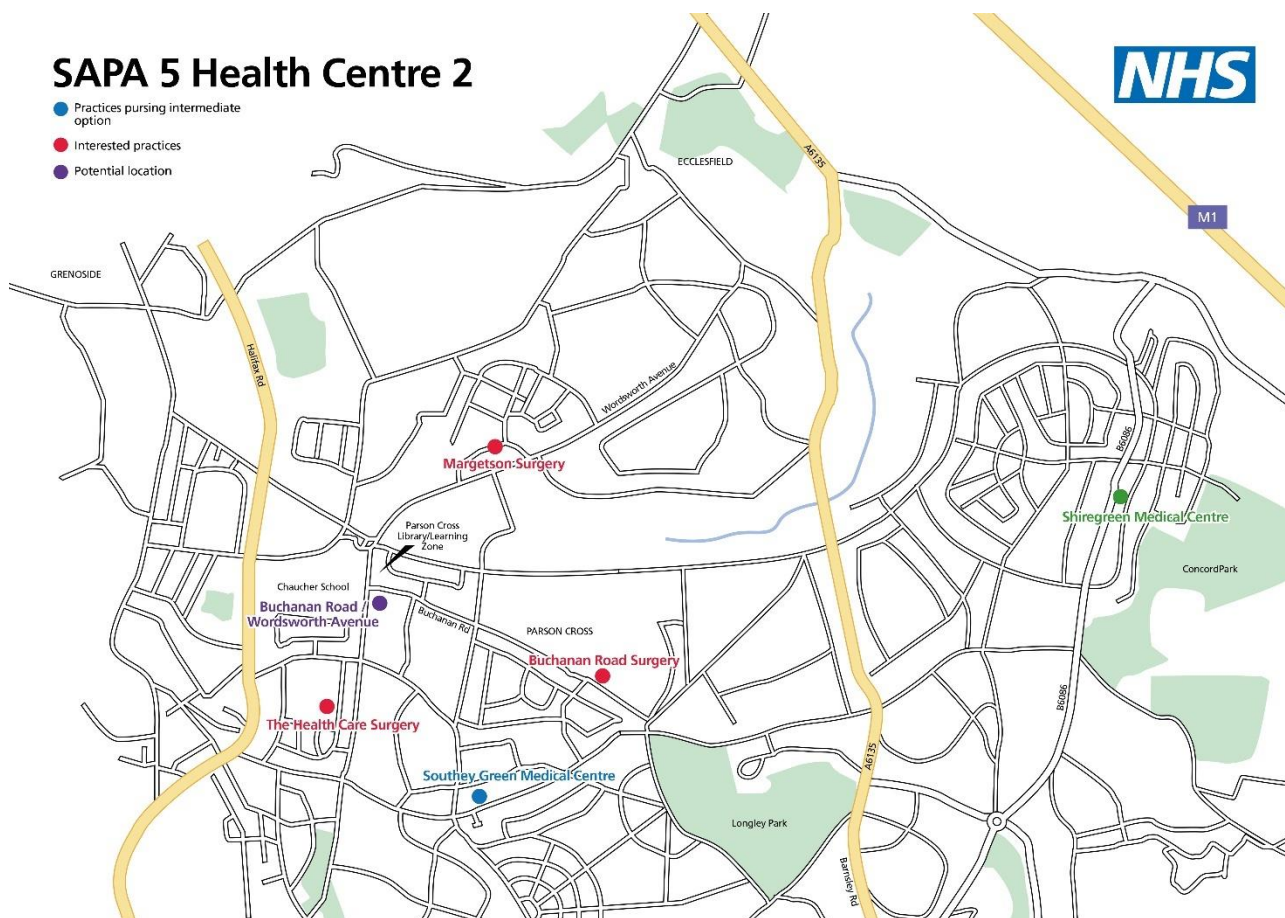 SAPA 5 Health Centre 2
NHS
Practices pursing intermediate
option
Interested practices
Potential location
ECCLESFIELD
A6135
M1
GRENOSIDE
Halifax Rd
Wordsworth Avenue
B6086
Margetson Surgery
Shiregreen Medical Centre
Parson Cross
Library/Learning
Zone
ConcordPark
Chaucher School
Buchanan Road /
Wordsworth Avenue
Buchanan Rd
PARSON CROSS
Buchanan Road Surgery
B6086
The Health Care Surgery
A6135
Southey Green Medical Centre
Longley Park
Barnsley Rd